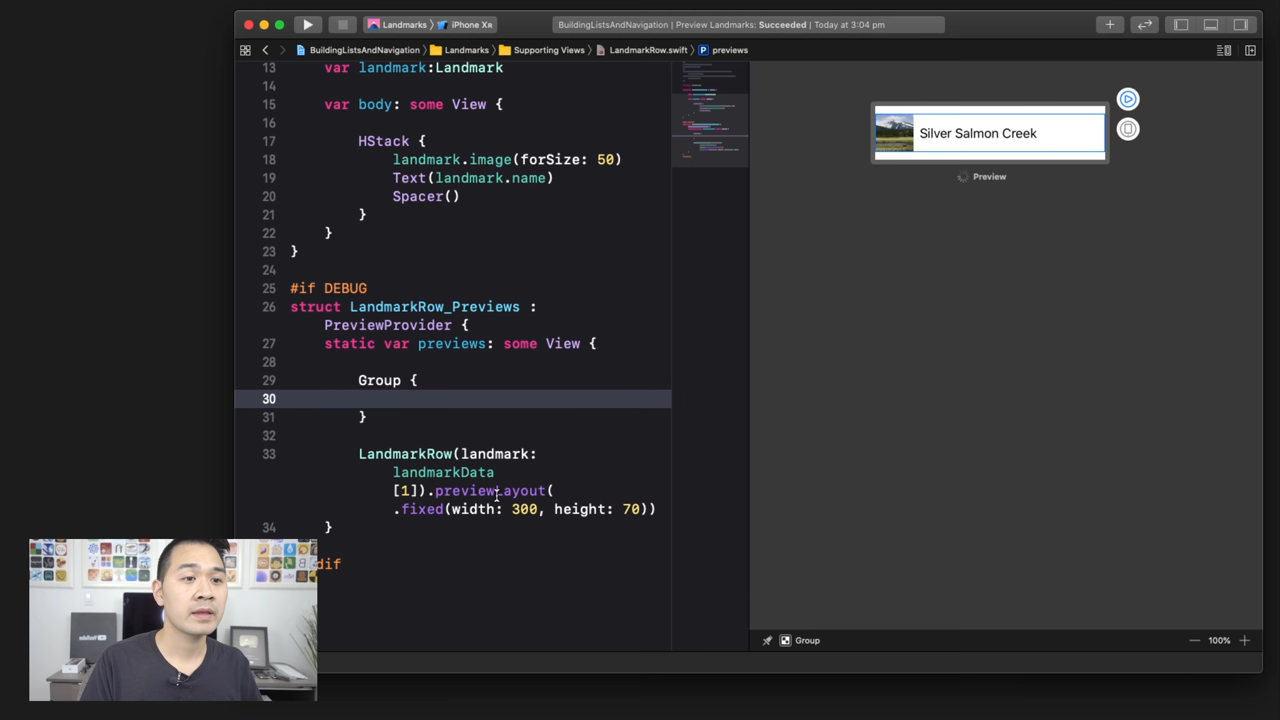 Landmarks 〉 iPhone Xʀ
BuildingListsAndNavigation | Preview Landmarks: Succeeded | Today at 3:04 pm
BuildingListsAndNavigation 〉 Landmarks 〉 Supporting Views 〉 LandmarkRow.swift 〉 P previews
13 var landmark:Landmark
14
15 var body: some View {
16
17 HStack {
18 landmark.image(forSize: 50)
19 Text(landmark.name)
20 Spacer()
21 }
22 }
23 }
24
25 #if DEBUG
26 struct LandmarkRow_Previews :
PreviewProvider {
27 static var previews: some View {
28
29 Group {
30
31 }
32
33 LandmarkRow(landmark:
landmarkData
[1]).previewLayout(
.fixed(width: 300, height: 70))
34 }
dif
Silver Salmon Creek
Preview
Group
100%